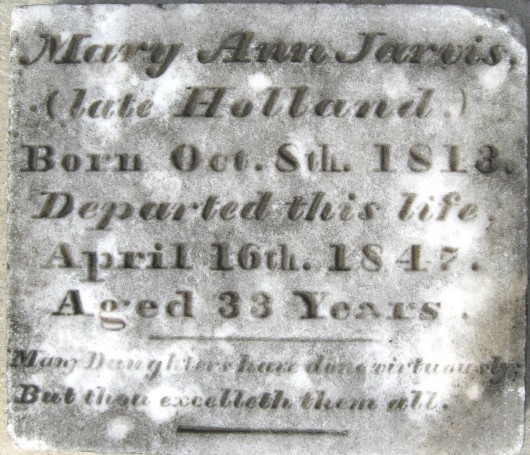 Mary Ann Jarvis.
(late Holland.)
Born Oct. 8th. 1813.
Departed this life,
April 16th. 1847.
Aged 33 Years.
Many Daughters have done virtuously,
But thou excelleth them all.